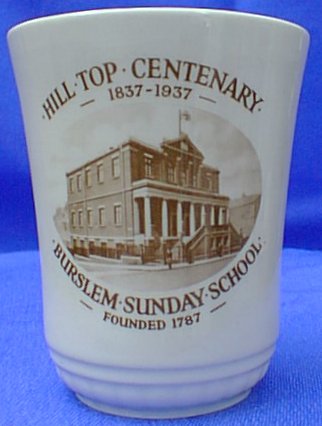 ·HILL·TOP·CENTENARY·
— 1837-1937 —
·BURSLEM·SUNDAY·SCHOOL·
— FOUNDED 1787 —